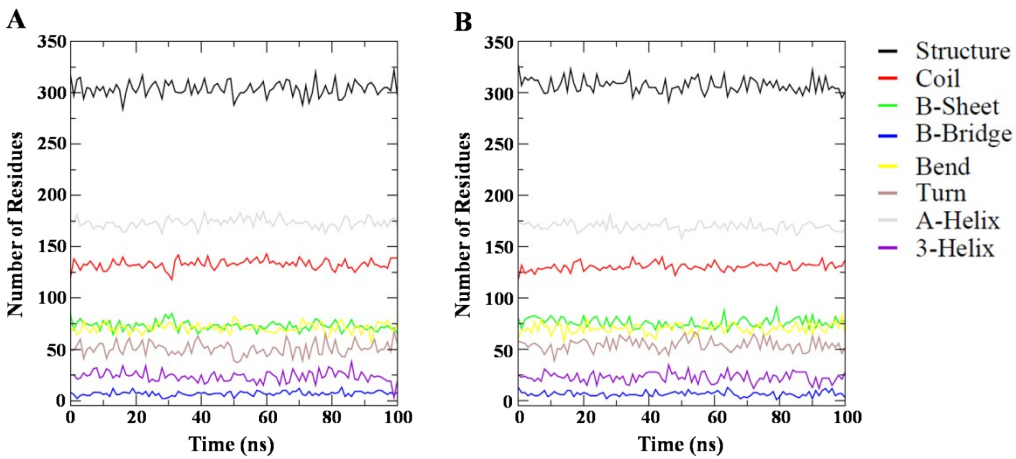 A
350
300
250
200
150
100
50
0
Number of Residues
0 20 40 60 80 100
Time (ns)
B
350
300
250
200
150
100
50
0
Number of Residues
0 20 40 60 80 100
Time (ns)
Structure
Coil
B-Sheet
B-Bridge
Bend
Turn
A-Helix
3-Helix